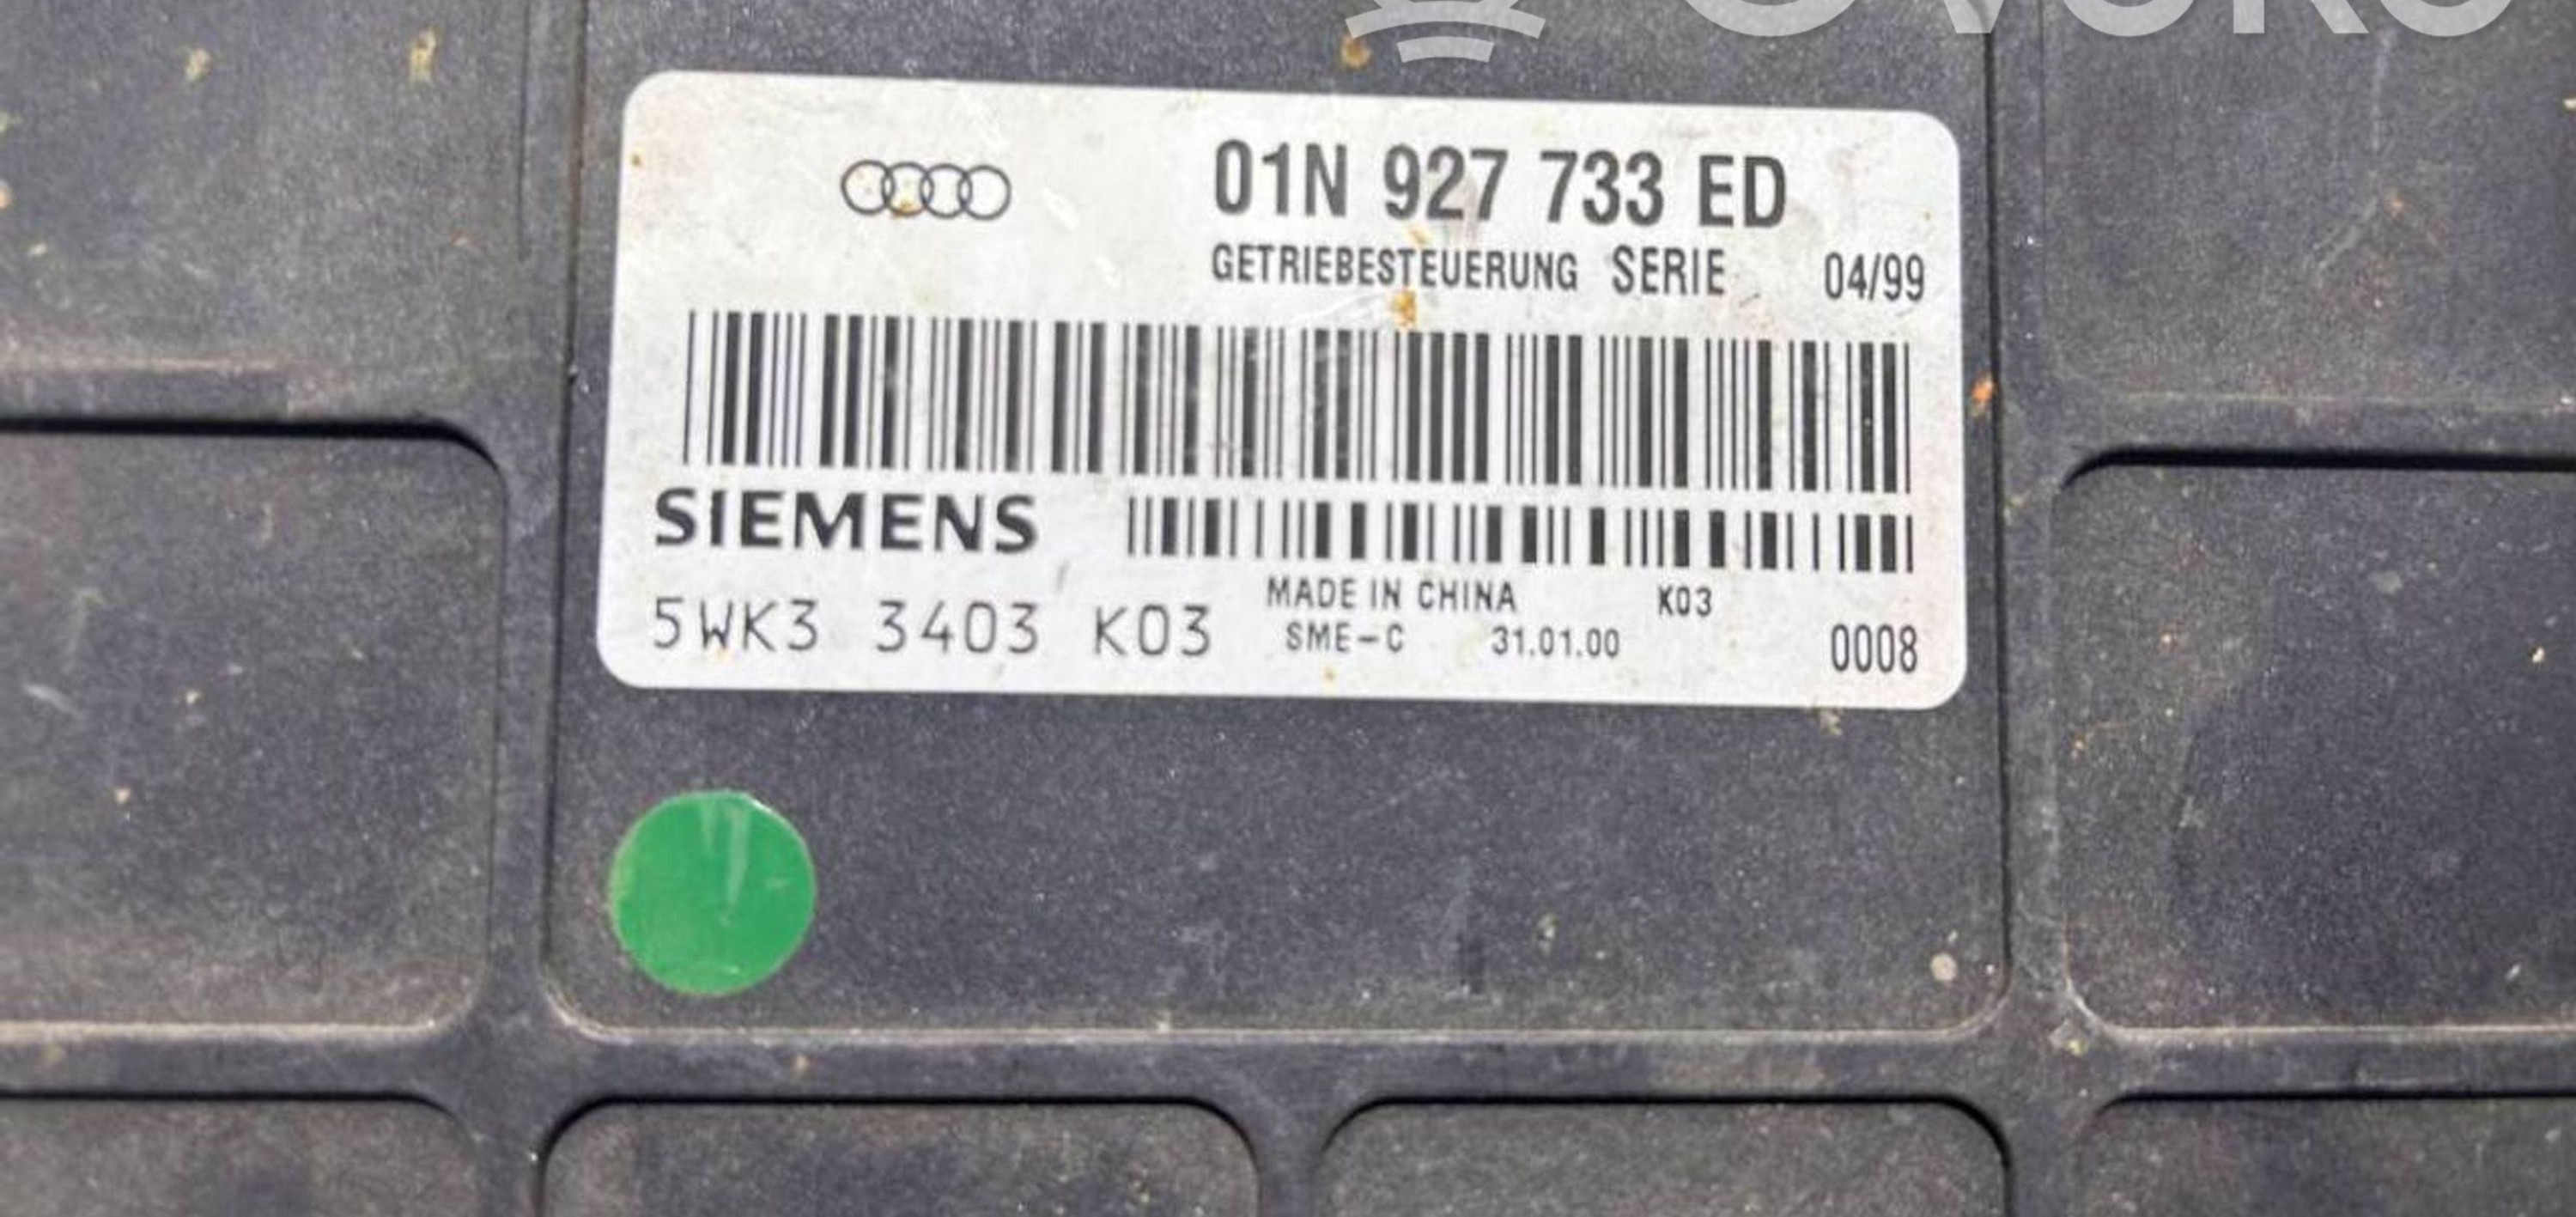 01N 927 733 ED
GETRIEBESTEUERUNG SERIE 04/99
SIEMENS
MADE IN CHINA K03
5WK3 3403 K03 SME-C 31.01.00 0008